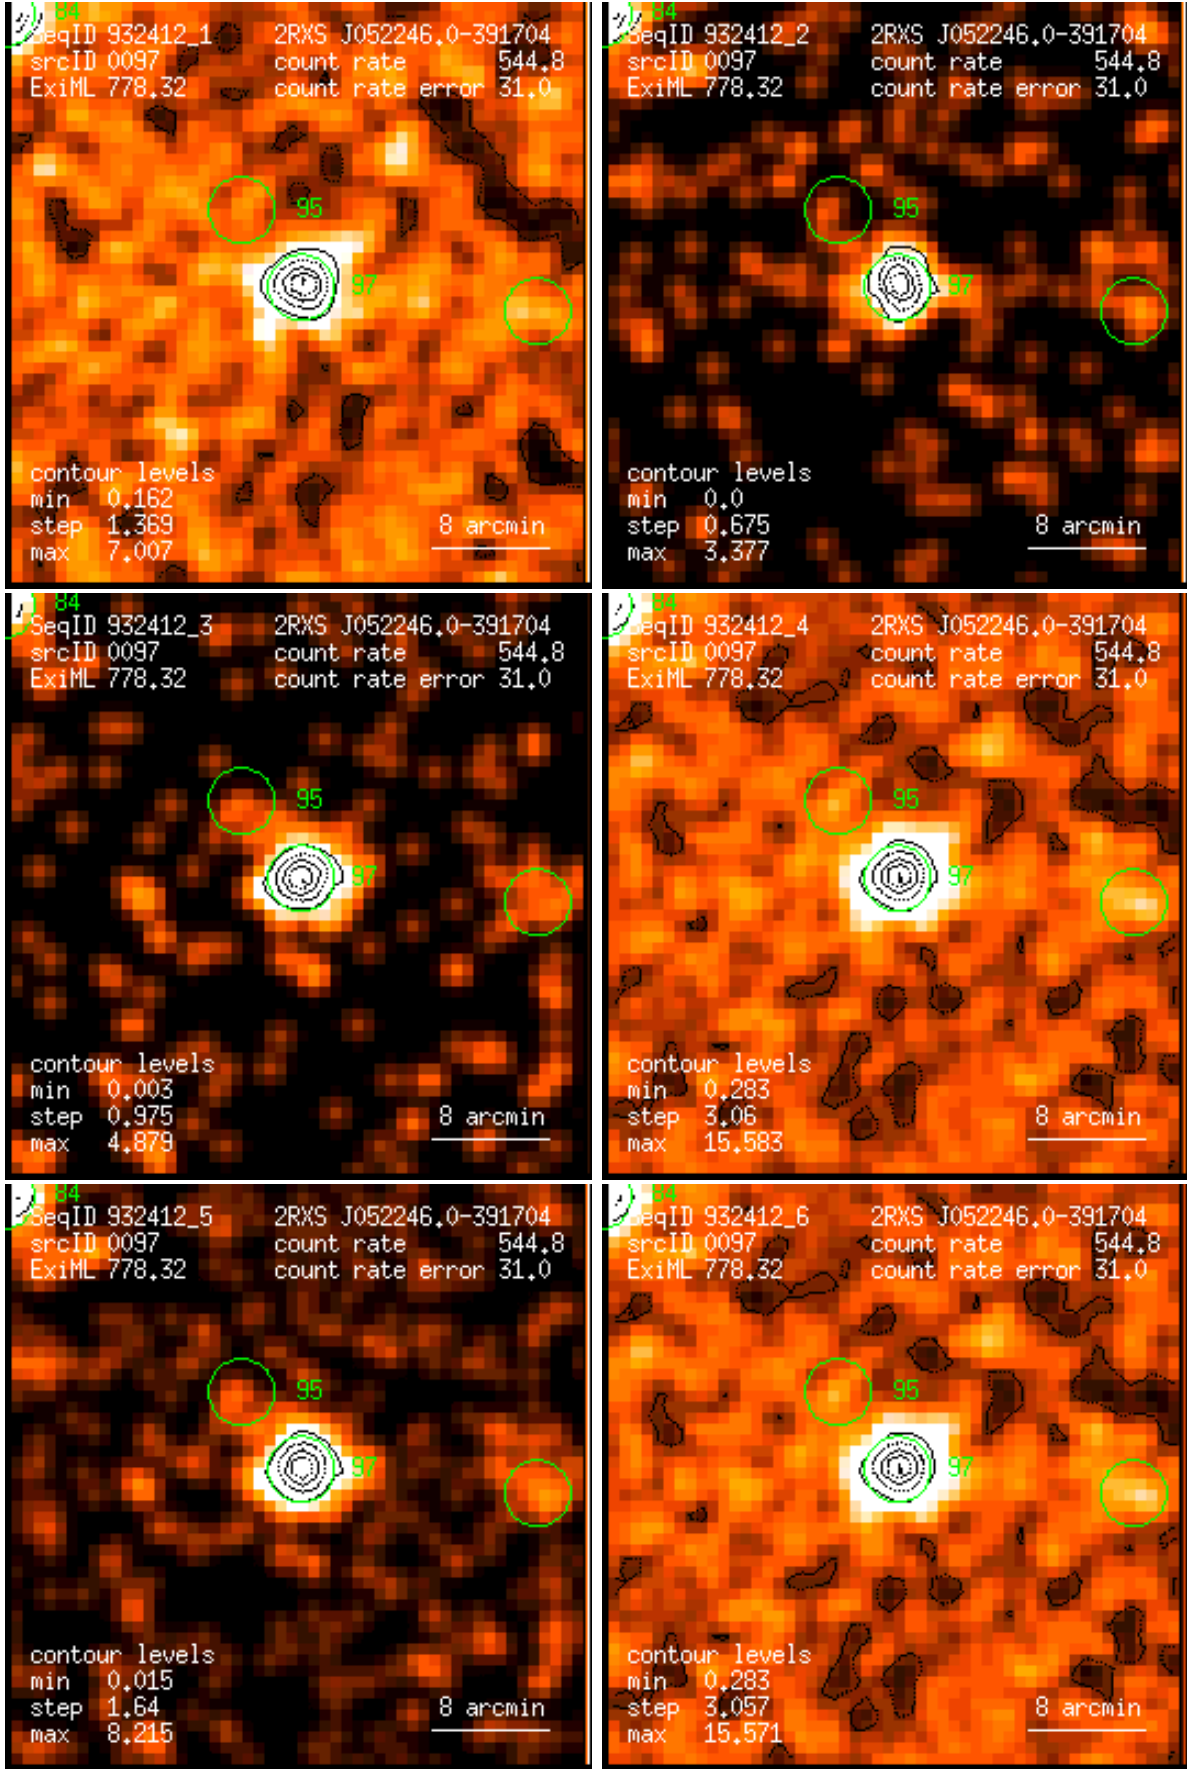 84
SeqID 932412_1 2RXS J052246.0-391704
srcID 0097 count rate 544.8
ExiML 778.32 count rate error 31.0
95
97
contour levels
min 0.162
step 1.369 8 arcmin
max 7.007
84
SeqID 932412_2 2RXS J052246.0-391704
srcID 0097 count rate 544.8
ExiML 778.32 count rate error 31.0
95
97
contour levels
min 0.0
step 0.675 8 arcmin
max 3.377
84
SeqID 932412_3 2RXS J052246.0-391704
srcID 0097 count rate 544.8
ExiML 778.32 count rate error 31.0
95
97
contour levels
min 0.003
step 0.975 8 arcmin
max 4.879
84
SeqID 932412_4 2RXS J052246.0-391704
srcID 0097 count rate 544.8
ExiML 778.32 count rate error 31.0
95
97
contour levels
min 0.283
step 3.06 8 arcmin
max 15.583
84
SeqID 932412_5 2RXS J052246.0-391704
srcID 0097 count rate 544.8
ExiML 778.32 count rate error 31.0
95
97
contour levels
min 0.015
step 1.64 8 arcmin
max 8.215
84
SeqID 932412_6 2RXS J052246.0-391704
srcID 0097 count rate 544.8
ExiML 778.32 count rate error 31.0
95
97
contour levels
min 0.283
step 3.057 8 arcmin
max 15.571